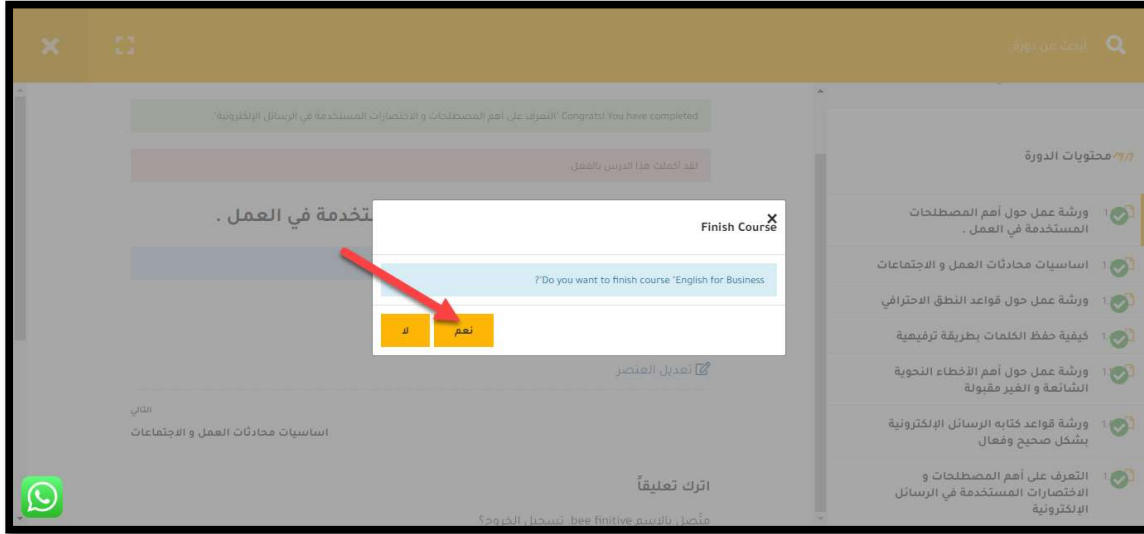 ابحث عن دورة
محتويات الدورة
ورشة عمل حول أهم المصطلحات
المستخدمة في العمل .
اساسيات محادثات العمل و الاجتماعات
ورشة عمل حول قواعد النطق الاحترافي
كيفية حفظ الكلمات بطريقة ترفيهية
ورشة عمل حول أهم الأخطاء النحوية
الشائعة و الغير مقبولة
ورشة قواعد كتابه الرسائل الإلكترونية
بشكل صحيح وفعال
التعرف على أهم المصطلحات و
الاختصارات المستخدمة في الرسائل
الإلكترونية
Congrats! You have completed "التعرف على أهم المصطلحات و الاختصارات المستخدمة في الرسائل الإلكترونية".
لقد أكملت هذا الدرس بالفعل.
تخدمة في العمل .
×
Finish Course
?"Do you want to finish course "English for Business
نعم
لا
تعديل العنصر
التالي
اساسيات محادثات العمل و الاجتماعات
اترك تعليقاً
متّصل بالاسم bee finitive. تسجيل الخروج؟